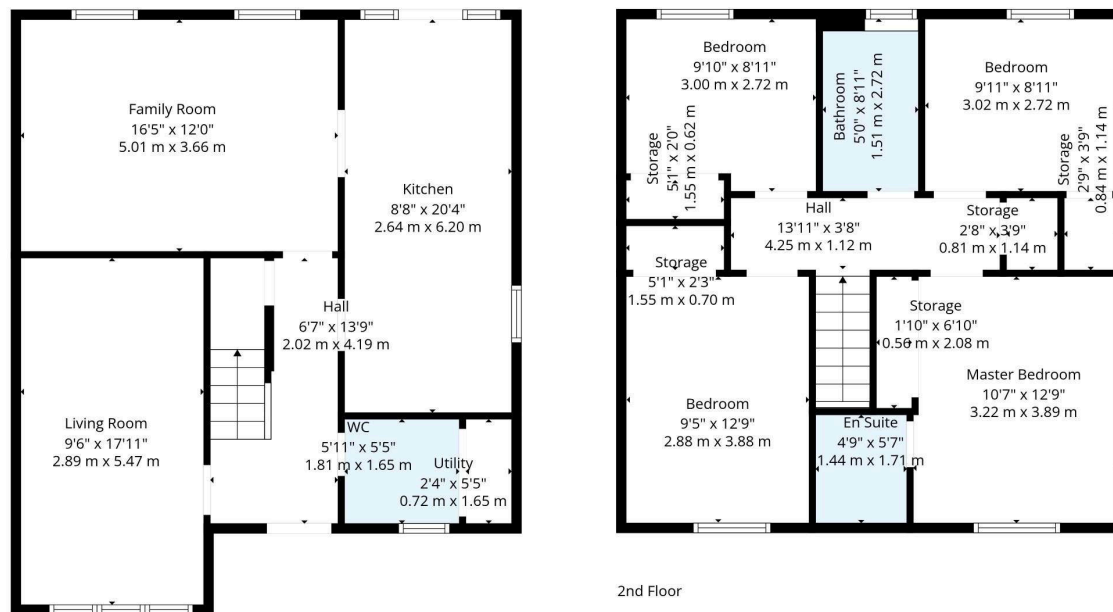 Family Room
16'5" x 12'0"
5.01 m x 3.66 m
Kitchen
8'8" x 20'4"
2.64 m x 6.20 m
Hall
6'7" x 13'9"
2.02 m x 4.19 m
Living Room
9'6" x 17'11"
2.89 m x 5.47 m
WC
5'11" x 5'5"
1.81 m x 1.65 m
Utility
2'4" x 5'5"
0.72 m x 1.65 m
Bedroom
9'10" x 8'11"
3.00 m x 2.72 m
Bathroom
5'0" x 8'11"
1.51 m x 2.72 m
Bedroom
9'11" x 8'11"
3.02 m x 2.72 m
Storage
5'1" x 2'0"
1.55 m x 0.62 m
Storage
2'9" x 3'9"
0.84 m x 1.14 m
Hall
13'11" x 3'8"
4.25 m x 1.12 m
Storage
2'8" x 3'9"
0.81 m x 1.14 m
Storage
5'1" x 2'3"
1.55 m x 0.70 m
Storage
1'10" x 6'10"
0.56 m x 2.08 m
Master Bedroom
10'7" x 12'9"
3.22 m x 3.89 m
Bedroom
9'5" x 12'9"
2.88 m x 3.88 m
En Suite
4'9" x 5'7"
1.44 m x 1.71 m
2nd Floor